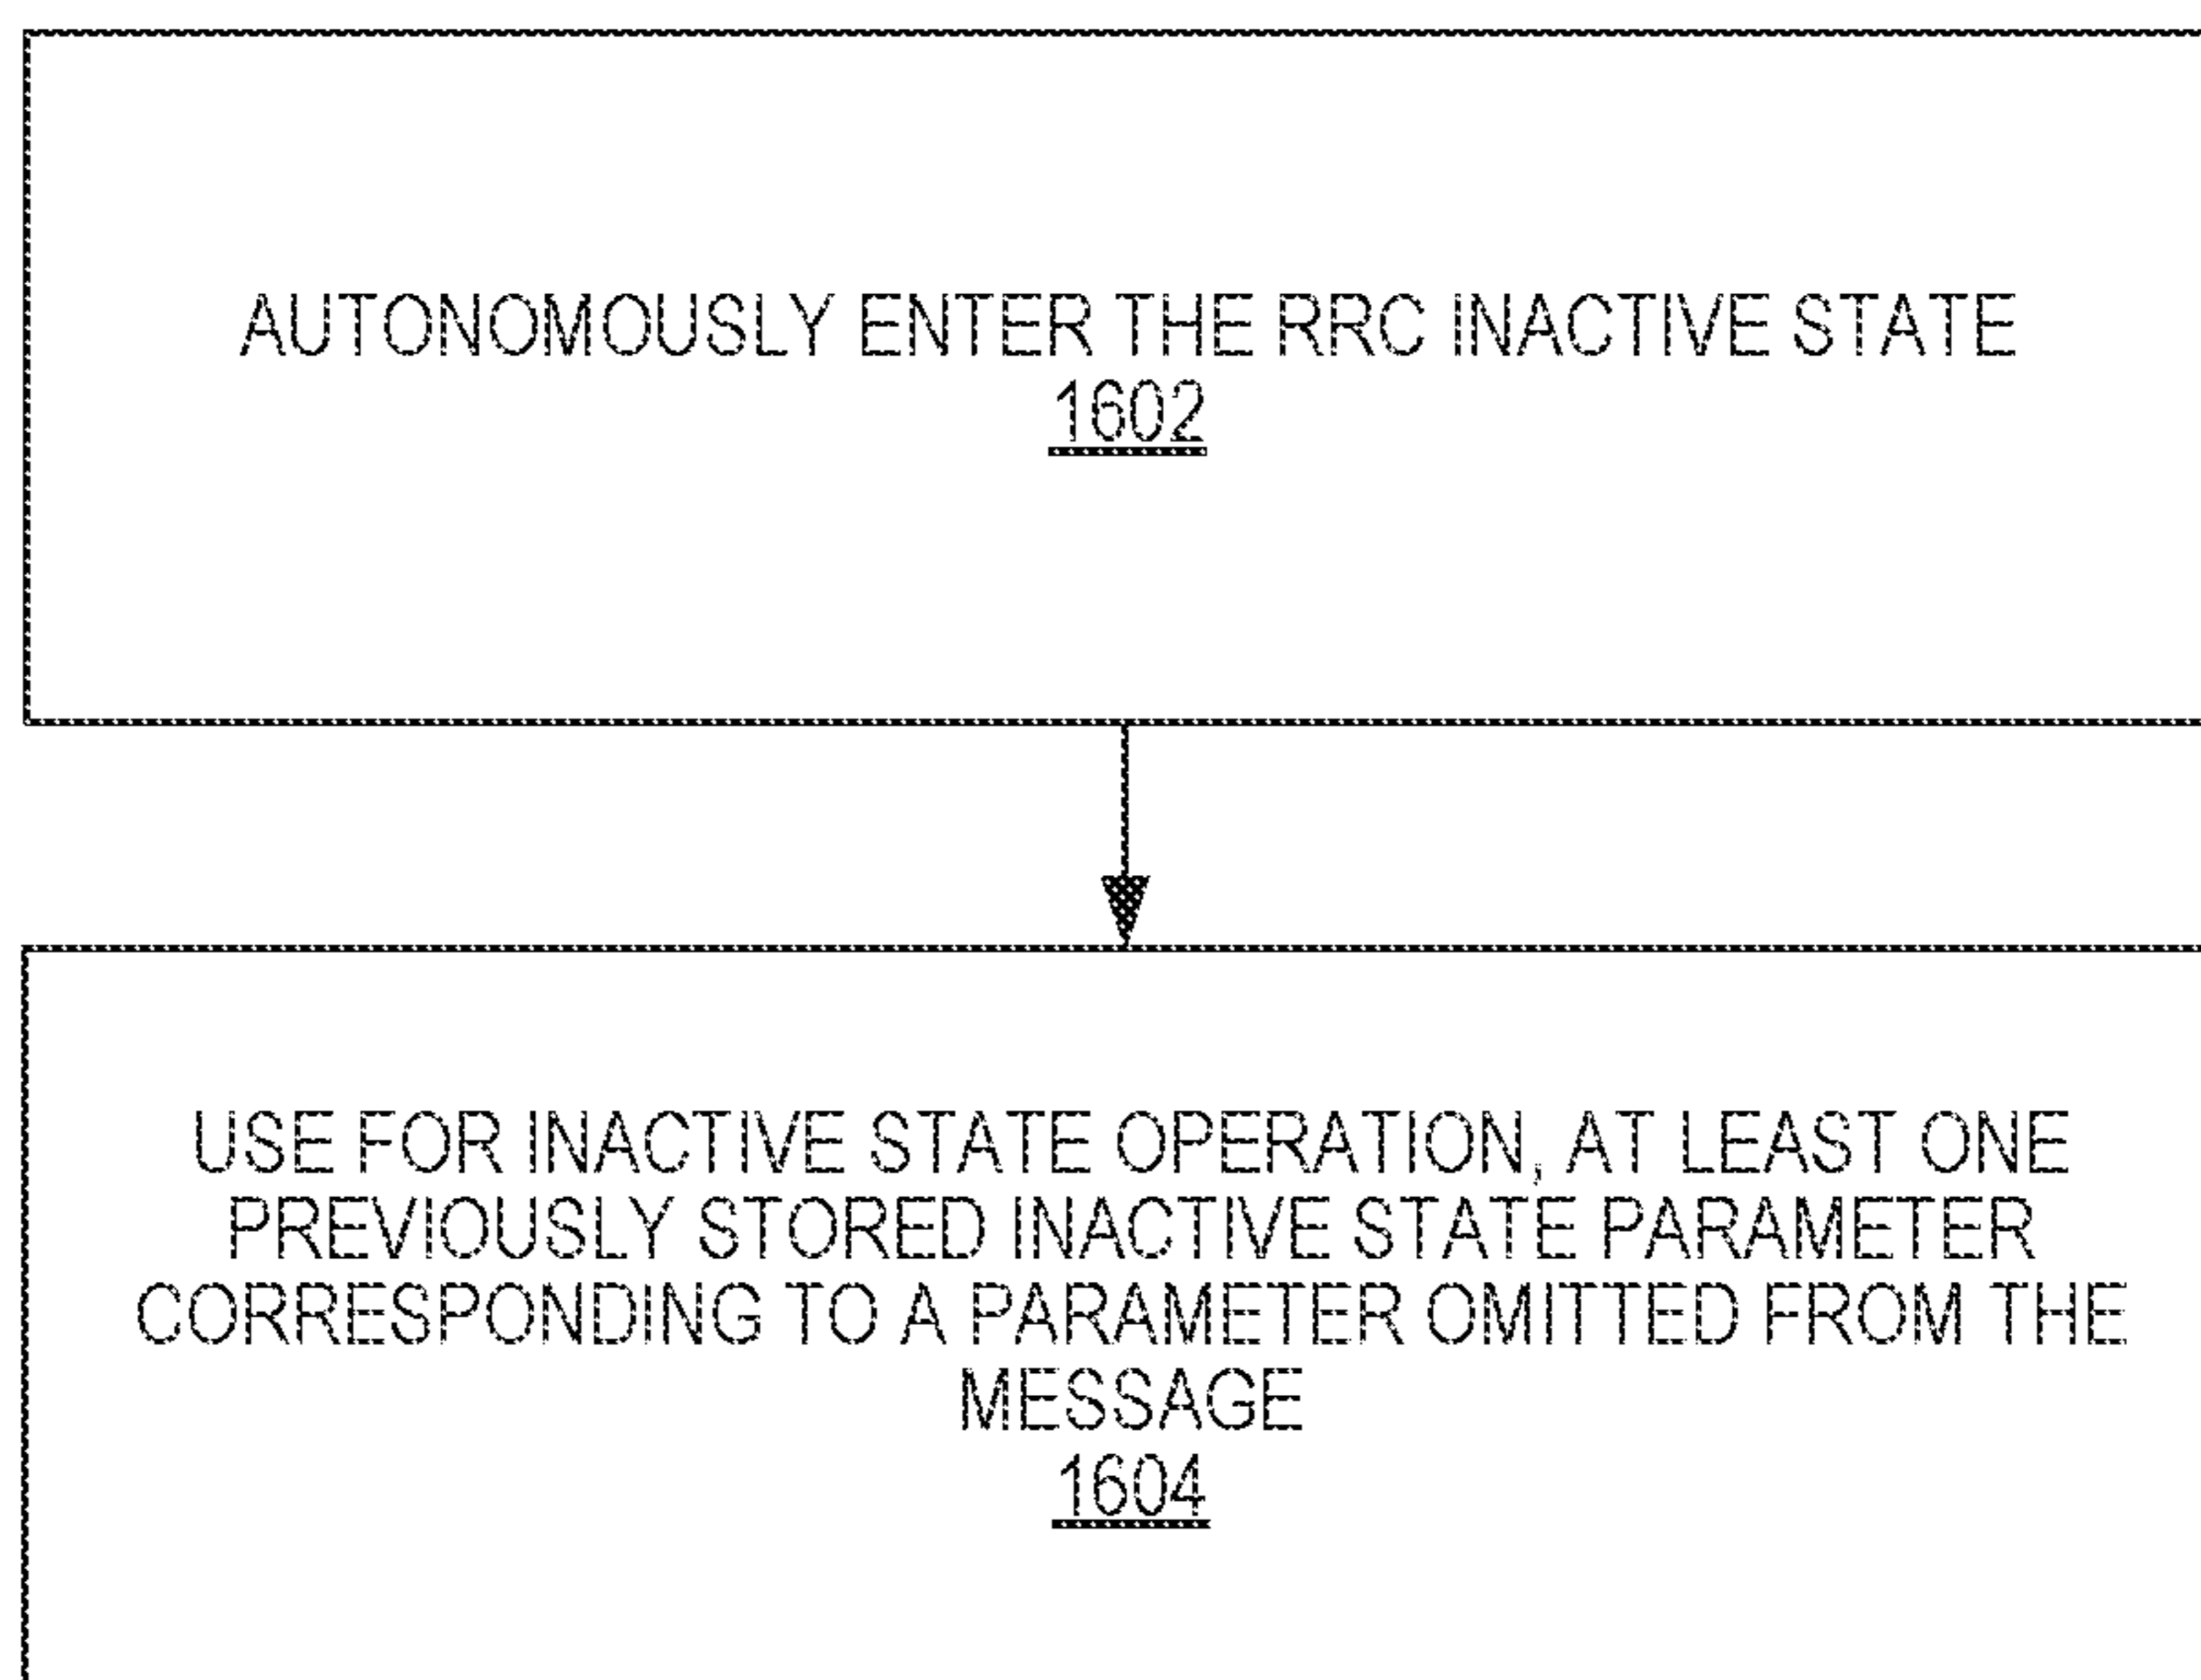 AUTONOMOUSLY ENTER THE RRC INACTIVE STATE
1602
USE FOR INACTIVE STATE OPERATION, AT LEAST ONE
PREVIOUSLY STORED INACTIVE STATE PARAMETER
CORRESPONDING TO A PARAMETER OMITTED FROM THE
MESSAGE
1604